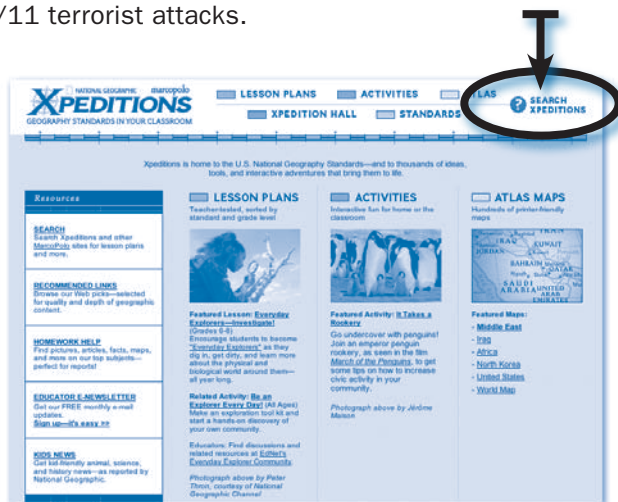 /11 terrorist attacks.
NATIONAL GEOGRAPHIC marcopolo
XPEDITIONS
GEOGRAPHY STANDARDS IN YOUR CLASSROOM
LESSON PLANS ACTIVITIES ATLAS
XPEDITION HALL STANDARDS
? SEARCH
XPEDITIONS
Xpeditions is home to the U.S. National Geography Standards—and to thousands of ideas,
tools, and interactive adventures that bring them to life.
Resources
SEARCH
Search Xpeditions and other
MarcoPolo sites for lesson plans
and more.
RECOMMENDED LINKS
Browse our Web picks—selected
for quality and depth of geographic
content.
HOMEWORK HELP
Find pictures, articles, facts, maps,
and more on our top subjects—
perfect for reports!
EDUCATOR E-NEWSLETTER
Get our FREE monthly e-mail
updates.
Sign up—it's easy >>
KIDS NEWS
Get kid-friendly animal, science,
and history news—as reported by
National Geographic.
LESSON PLANS
Teacher-tested, sorted by
standard and grade level
Featured Lesson: Everyday
Explorers—Investigate!
(Grades 6-8)
Encourage students to become
"Everyday Explorers" as they
dig in, get dirty, and learn more
about the physical and
biological world around them—
all year long.
Related Activity: Be an
Explorer Every Day! (All Ages)
Make an exploration tool kit and
start a hands-on discovery of
your own community.
Educators: Find discussions and
related resources at EdNet's
Everyday Explorer Community.
Photograph above by Peter
Thron, courtesy of National
Geographic Channel
ACTIVITIES
Interactive fun for home or the
classroom
Featured Activity: It Takes a
Rookery
Go undercover with penguins!
Join an emperor penguin
rookery, as seen in the film
March of the Penguins, to get
some tips on how to increase
civic activity in your
community.
Photograph above by Jérôme
Maison
ATLAS MAPS
Hundreds of printer-friendly
maps
IRAN
IRAQ
KUWAIT
JORDAN
BAHRAIN
QATAR
SAUDI
ARABIA
UNITED
ARAB
EMIRATES
Featured Maps:
- Middle East
- Iraq
- Africa
- North Korea
- United States
- World Map